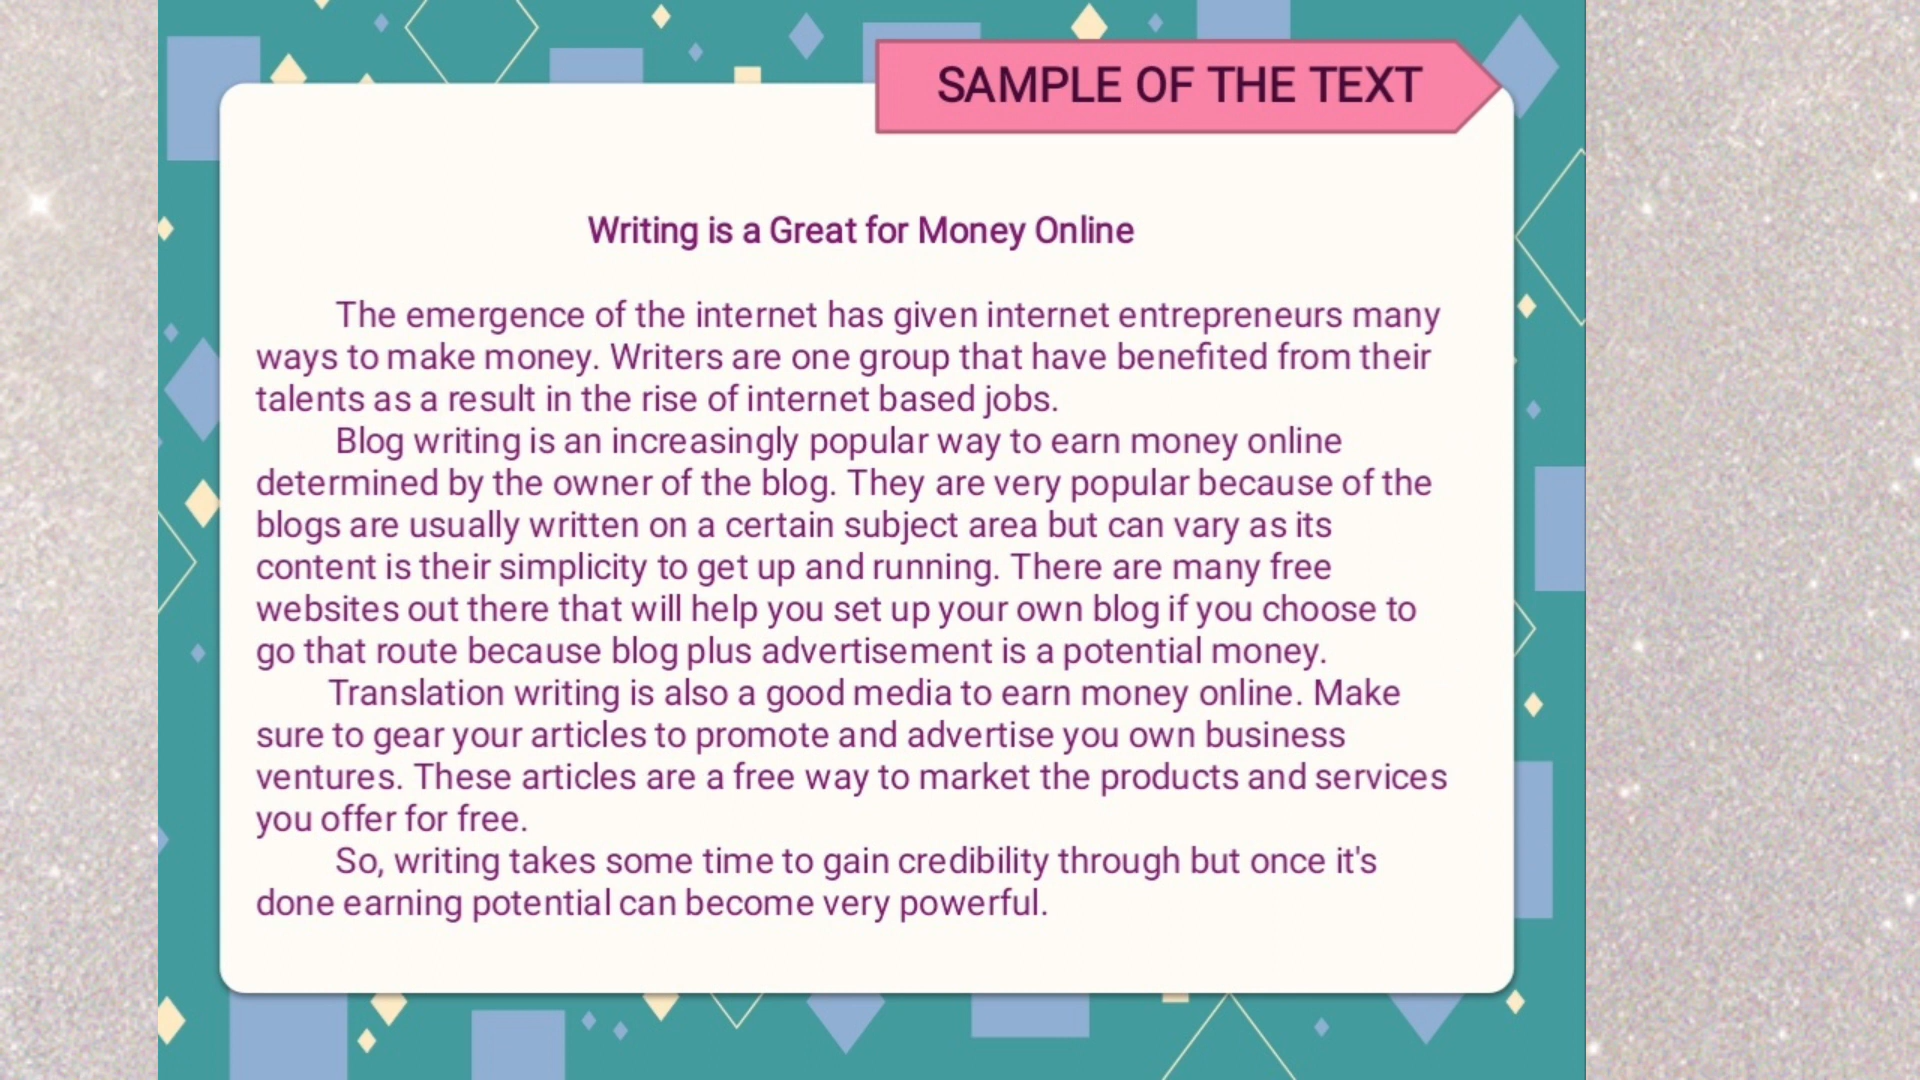 SAMPLE OF THE TEXT
Writing is a Great for Money Online
The emergence of the internet has given internet entrepreneurs many
ways to make money. Writers are one group that have benefited from their
talents as a result in the rise of internet based jobs.
Blog writing is an increasingly popular way to earn money online
determined by the owner of the blog. They are very popular because of the
blogs are usually written on a certain subject area but can vary as its
content is their simplicity to get up and running. There are many free
websites out there that will help you set up your own blog if you choose to
go that route because blog plus advertisement is a potential money.
Translation writing is also a good media to earn money online. Make
sure to gear your articles to promote and advertise you own business
ventures. These articles are a free way to market the products and services
you offer for free.
So, writing takes some time to gain credibility through but once it's
done earning potential can become very powerful.